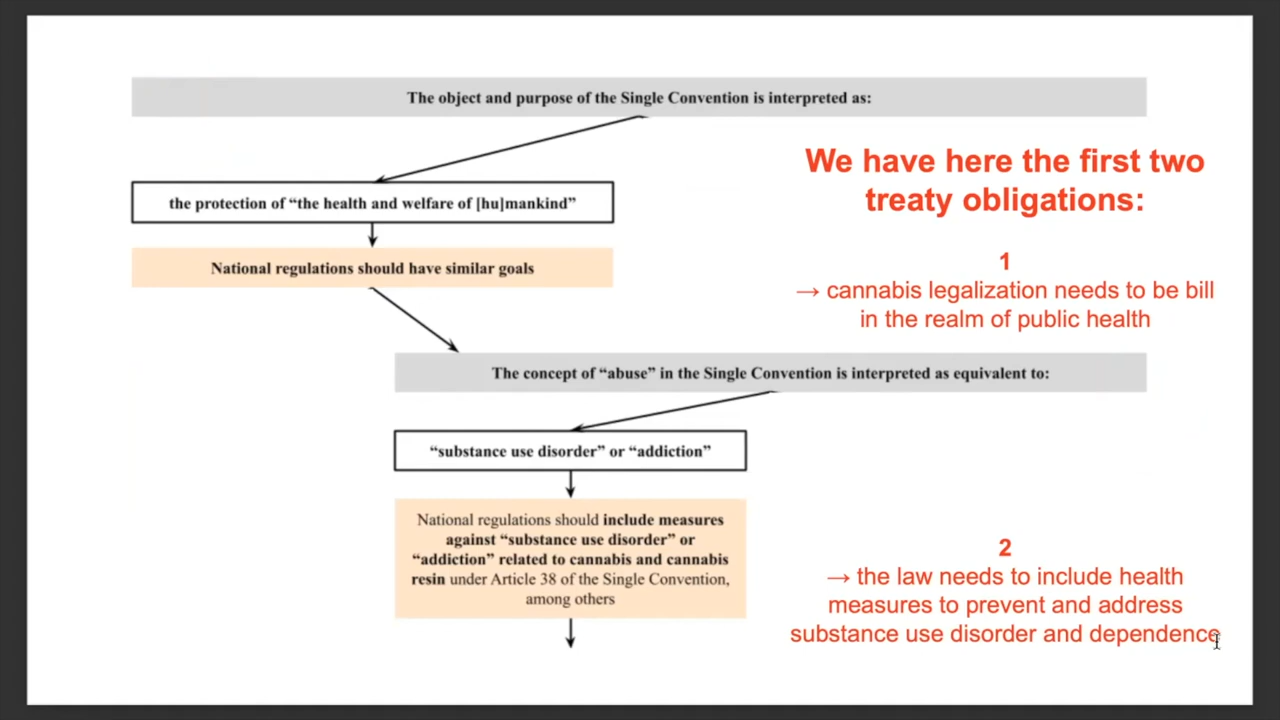 The object and purpose of the Single Convention is interpreted as:
the protection of “the health and welfare of [hu]mankind”
National regulations should have similar goals
The concept of “abuse” in the Single Convention is interpreted as equivalent to:
“substance use disorder” or “addiction”
National regulations should include measures
against “substance use disorder” or
“addiction” related to cannabis and cannabis
resin under Article 38 of the Single Convention,
among others
We have here the first two
treaty obligations:
1
→ cannabis legalization needs to be bill
in the realm of public health
2
→ the law needs to include health
measures to prevent and address
substance use disorder and dependence